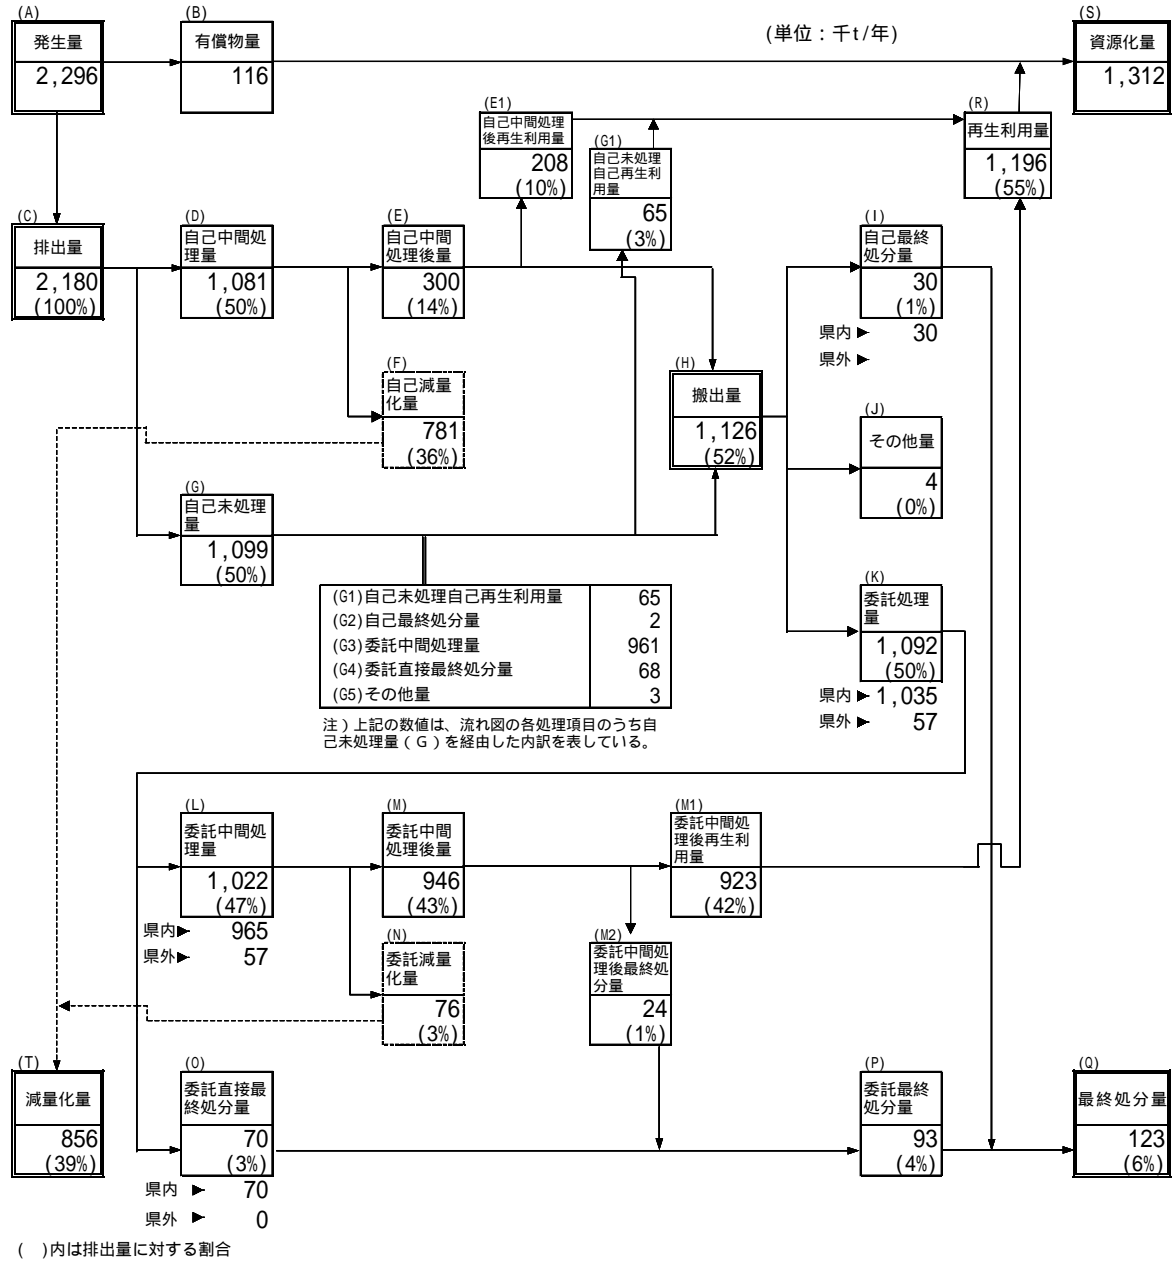 (A)
発生量
2,296
(B)
有償物量
116
(単位：千t/年)
(S)
資源化量
1,312
(E1)
自己中間処理
後再生利用量
208
(10%)
(G1)
自己未処理
自己再生利
用量
65
(3%)
(R)
再生利用量
1,196
(55%)
(C)
排出量
2,180
(100%)
(D)
自己中間処
理量
1,081
(50%)
(E)
自己中間
処理後量
300
(14%)
(I)
自己最終
処分量
30
(1%)
県内▶ 30
県外▶
(F)
自己減量
化量
781
(36%)
(H)
搬出量
1,126
(52%)
(J)
その他量
4
(0%)
(G)
自己未処理
量
1,099
(50%)
(G1)自己未処理自己再生利用量 65
(G2)自己最終処分量 2
(G3)委託中間処理量 961
(G4)委託直接最終処分量 68
(G5)その他量 3
注）上記の数値は、流れ図の各処理項目のうち自
己未処理量（G）を経由した内訳を表している。
(K)
委託処理
量
1,092
(50%)
県内▶ 1,035
県外▶ 57
(L)
委託中間処
理量
1,022
(47%)
県内▶ 965
県外▶ 57
(M)
委託中間
処理後量
946
(43%)
(M1)
委託中間処
理後再生利
用量
923
(42%)
(N)
委託減量
化量
76
(3%)
(M2)
委託中間処
理後最終処
分量
24
(1%)
(T)
減量化量
856
(39%)
(O)
委託直接最
終処分量
70
(3%)
県内 ▶ 70
県外 ▶ 0
(P)
委託最終
処分量
93
(4%)
(Q)
最終処分量
123
(6%)
( )内は排出量に対する割合